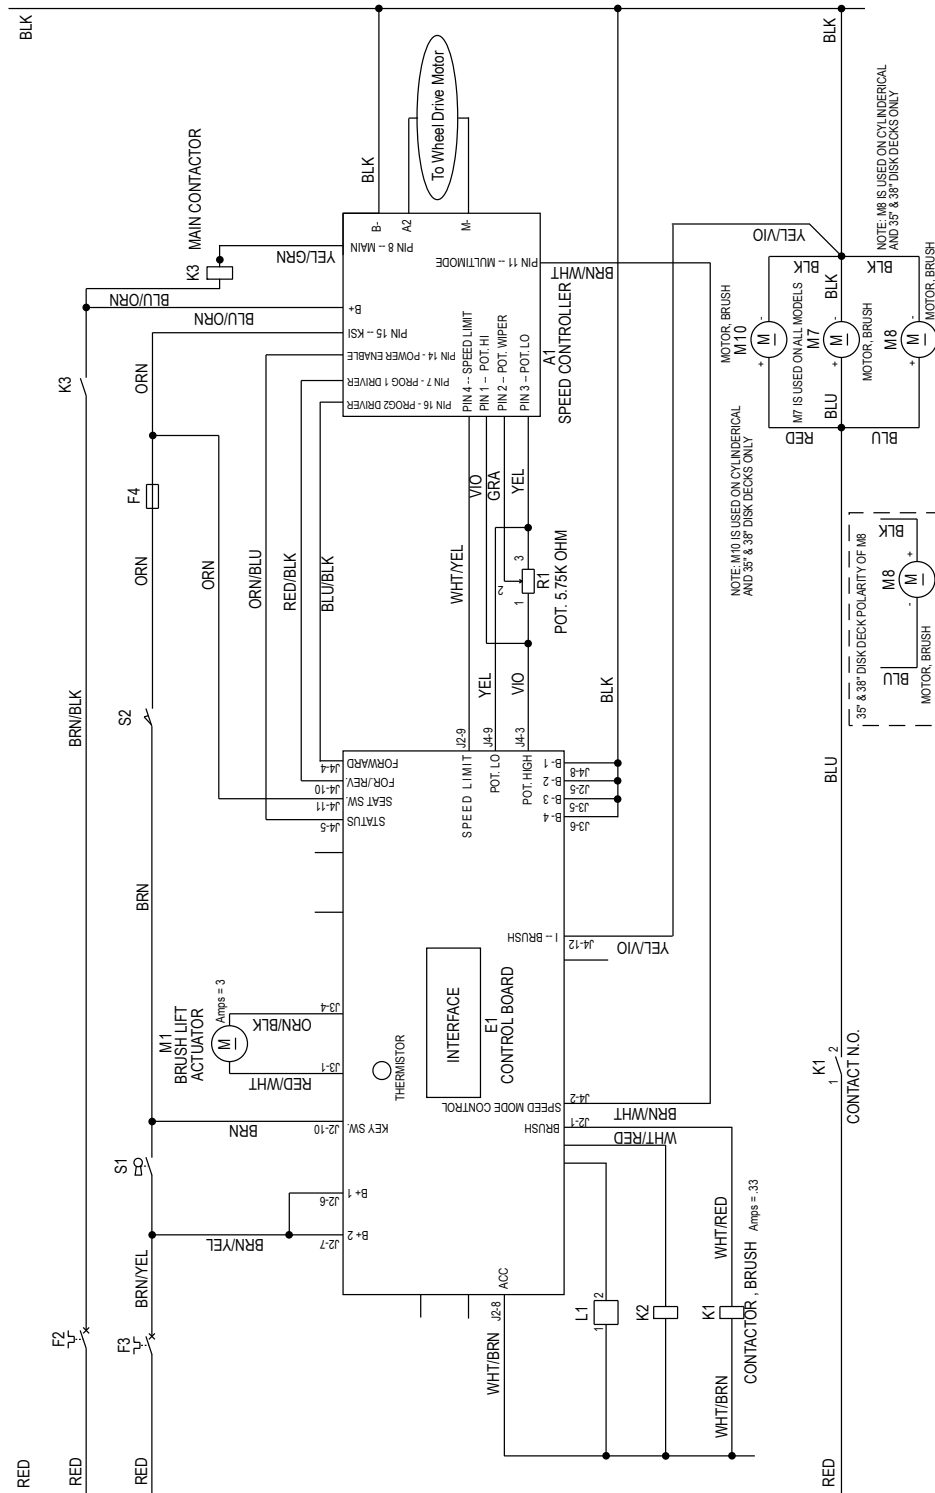 RED
BLK
RED
F2
BRN/BLK
K3
BLU/ORN
K3
MAIN CONTACTOR
YEL/GRN
BLU/ORN
RED
F3
BRN/YEL
S1
BRN
S2
ORN
F4
ORN
BRN/YEL
BRN
M1
BRUSH LIFT
ACTUATOR
Amps = 3
M
RED/WHT
ORN/BLK
ORN
ORN/BLU
RED/BLK
BLU/BLK
BLK
To Wheel Drive Motor
J2-7
B+ 2
J2-6
B+ 1
J2-10
KEY SW.
J3-1
J3-4
J4-5
STATUS
J4-11
SEAT SW.
J4-10
FOR./REV.
J4-4
FORWARD
THERMISTOR
INTERFACE
E1
CONTROL BOARD
SPEED LIMIT
J2-9
POT. LO
J4-9
POT. HIGH
J4-3
B- 4
J3-6
B- 3
J3-5
B- 2
J2-5
B- 1
J4-8
ACC
J2-8
WHT/BRN
BRUSH
J2-1
SPEED MODE CONTROL
J4-2
I -- BRUSH
J4-12
WHT/RED
BRN/WHT
YEL/VIO
WHT/YEL
YEL
VIO
VIO
GRA
YEL
1
2
3
R1
POT. 5.75K OHM
BLK
PIN 16 - PROG2 DRIVER
PIN 7 - PROG 1 DRIVER
PIN 14 - POWER ENABLE
PIN 15 -- KSI
B+
PIN 8 -- MAIN
B-
A2
M-
PIN 4 -- SPEED LIMIT
PIN 1 -- POT. HI
PIN 2 -- POT. WIPER
PIN 3 -- POT. LO
PIN 11 -- MULTIMODE
A1
SPEED CONTROLLER
BRN/WHT
L1
1
2
K2
WHT/BRN
K1
WHT/RED
CONTACTOR , BRUSH Amps = .33
YEL/VIO
RED
K1
1
2
CONTACT N.O.
BLU
NOTE: M10 IS USED ON CYLINDERICAL
AND 35" & 38" DISK DECKS ONLY
MOTOR, BRUSH
M10
+ M -
RED
BLK
M7 IS USED ON ALL MODELS
M7
BLU
+ M -
BLK
MOTOR, BRUSH
BLU
BLK
M8
+ M -
MOTOR, BRUSH
BLK
NOTE: M8 IS USED ON CYLINDERICAL
AND 35" & 38" DISK DECKS ONLY
35" & 38" DISK DECK POLARITY OF M8
M8
BLU
- M +
BLK
MOTOR, BRUSH